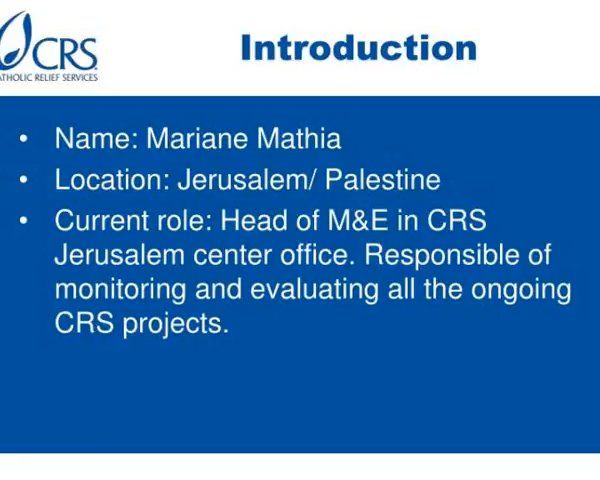 CRS
CATHOLIC RELIEF SERVICES
Introduction
• Name: Mariane Mathia
• Location: Jerusalem/ Palestine
• Current role: Head of M&E in CRS
Jerusalem center office. Responsible of
monitoring and evaluating all the ongoing
CRS projects.